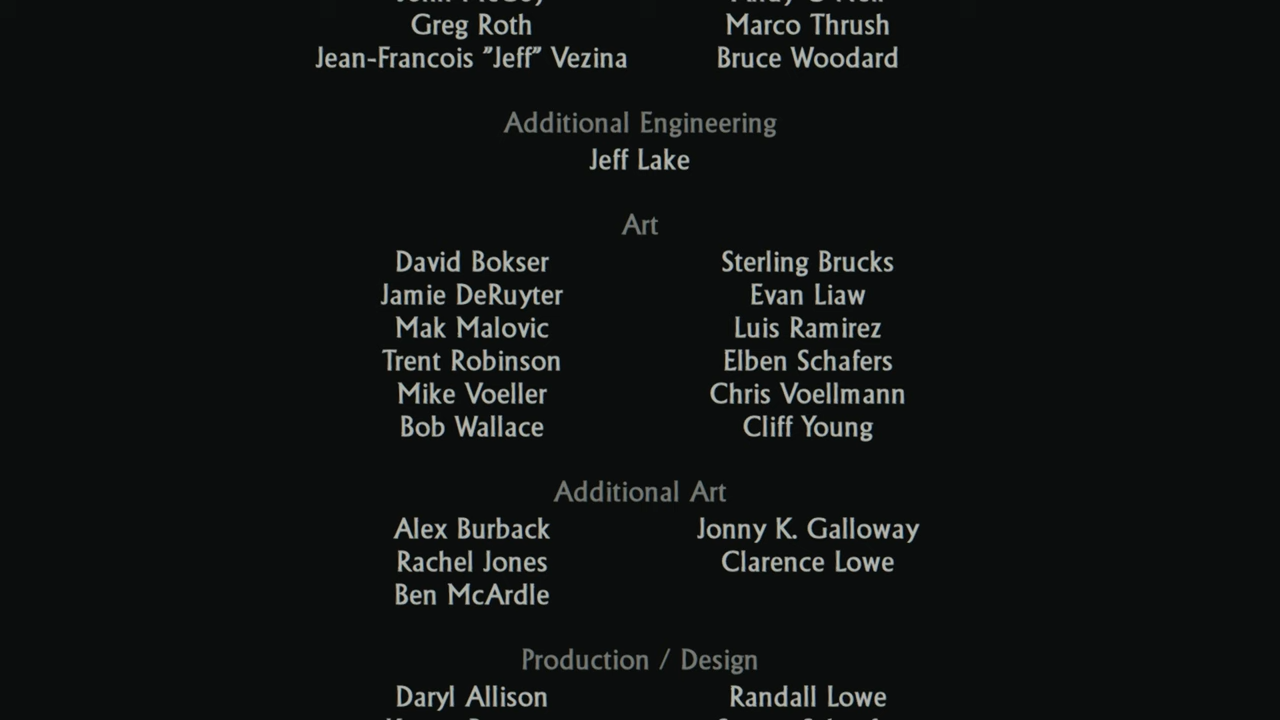 Greg Roth Marco Thrush
Jean-Francois "Jeff" Vezina Bruce Woodard
Additional Engineering
Jeff Lake
Art
David Bokser Sterling Brucks
Jamie DeRuyter Evan Liaw
Mak Malovic Luis Ramirez
Trent Robinson Elben Schafers
Mike Voeller Chris Voellmann
Bob Wallace Cliff Young
Additional Art
Alex Burback Jonny K. Galloway
Rachel Jones Clarence Lowe
Ben McArdle
Production / Design
Daryl Allison Randall Lowe